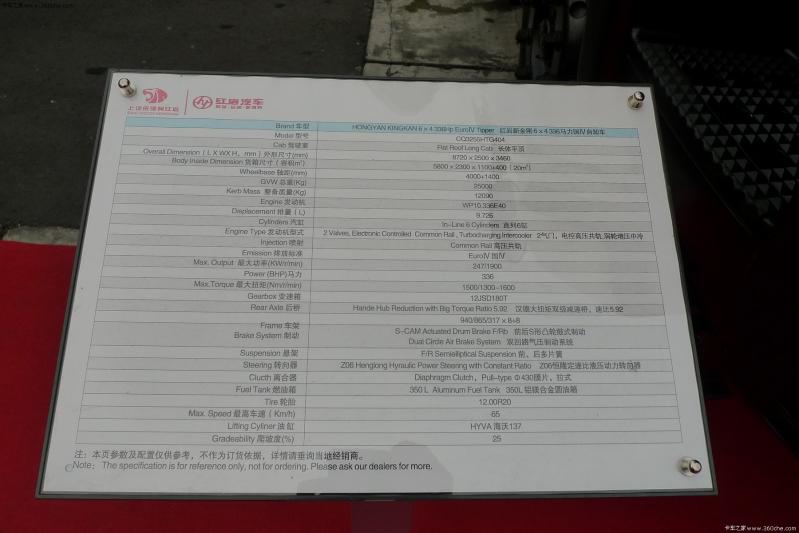 卡车之家 www.360che.com
上汽依维柯红岩
红岩汽车
Brand 车型 HONGYAN KINGKAN 6×4 336Hp EuroⅣ Tipper 红岩新金刚 6×4 336马力国Ⅳ自卸车
Model 型号 CQ3255HTG404
Cab 驾驶室 Flat Roof Long Cab 长体平顶
Overall Dimension (L X WX H, mm) 外形尺寸(mm) 8720×2500×3460
Body Inside Dimension 货箱尺寸 (容积m³) 5800×2300×1100+400 (20m³)
Wheelbase 轴距(mm) 4000+1400
GVW 总重(Kg) 25000
Kerb Mass 整备质量(Kg) 12090
Engine 发动机 WP10.336E40
Displacement 排量 (L) 9.726
Cylinders 汽缸 In-Line 6 Cylinders 直列6缸
Engine Type 发动机型式 2 Valves, Electronic Controlled Common Rail, Turbocharging Intercooler 2气门, 电控高压共轨, 涡轮增压中冷
Injection 喷射 Common Rail 高压共轨
Emission 排放标准 EuroⅣ 国Ⅳ
Max. Output 最大功率(KW/r/min) 247/1900
Power (BHP)马力 336
Max.Torque 最大扭矩(Nm/r/min) 1500/1300-1600
Gearbox 变速箱 12JSD180T
Rear Axle 后桥 Hande Hub Reduction with Big Torque Ratio 5.92 汉德大扭矩双级减速桥, 速比5.92
Frame 车架 940/865/317×8+8
Brake System 制动 S-CAM Actuated Drum Brake F/Rb 前后S形凸轮鼓式制动
Dual Circle Air Brake System 双回路气压制动系统
Suspension 悬架 F/R Semielliptical Suspension 前、后多片簧
Steering 转向器 Z06 Henglong Hyraulic Power Steering with Constant Ratio Z06恒隆定速比液压动力转向器
Clucth 离合器 Diaphragm Clutch, Pull-type Φ430膜片, 拉式
Fuel Tank 燃油箱 350 L Aluminum Fuel Tank 350L 铝镁合金圆油箱
Tire 轮胎 12.00R20
Max. Speed 最高车速 (Km/h) 65
Lifting Cyliner 油缸 HYVA 海沃137
Gradeability 爬坡度(%) 25
注: 本页参数及配置仅供参考, 不作为订货依据, 详情请垂询当地经销商。
Note: The specification is for reference only, not for ordering. Please ask our dealers for more.
卡车之家 www.360che.com